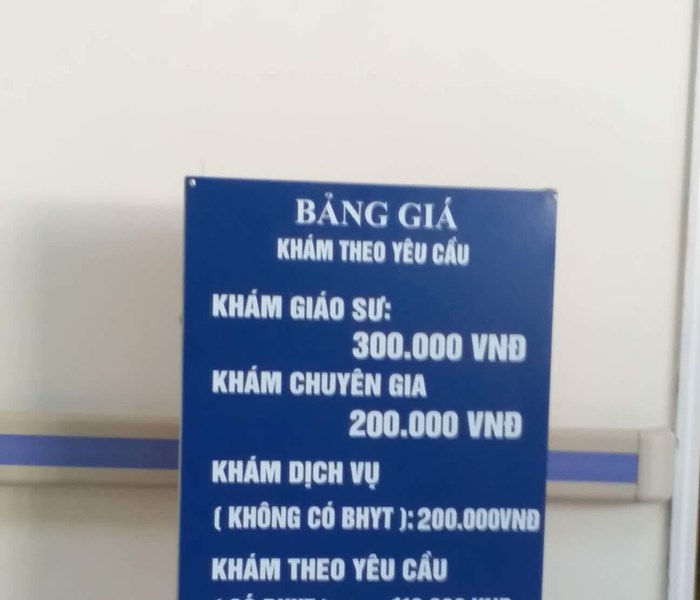 BẢNG GIÁ
KHÁM THEO YÊU CẦU
KHÁM GIÁO SƯ:
300.000 VNĐ
KHÁM CHUYÊN GIA
200.000 VNĐ
KHÁM DỊCH VỤ
( KHÔNG CÓ BHYT ): 200.000VNĐ
KHÁM THEO YÊU CẦU